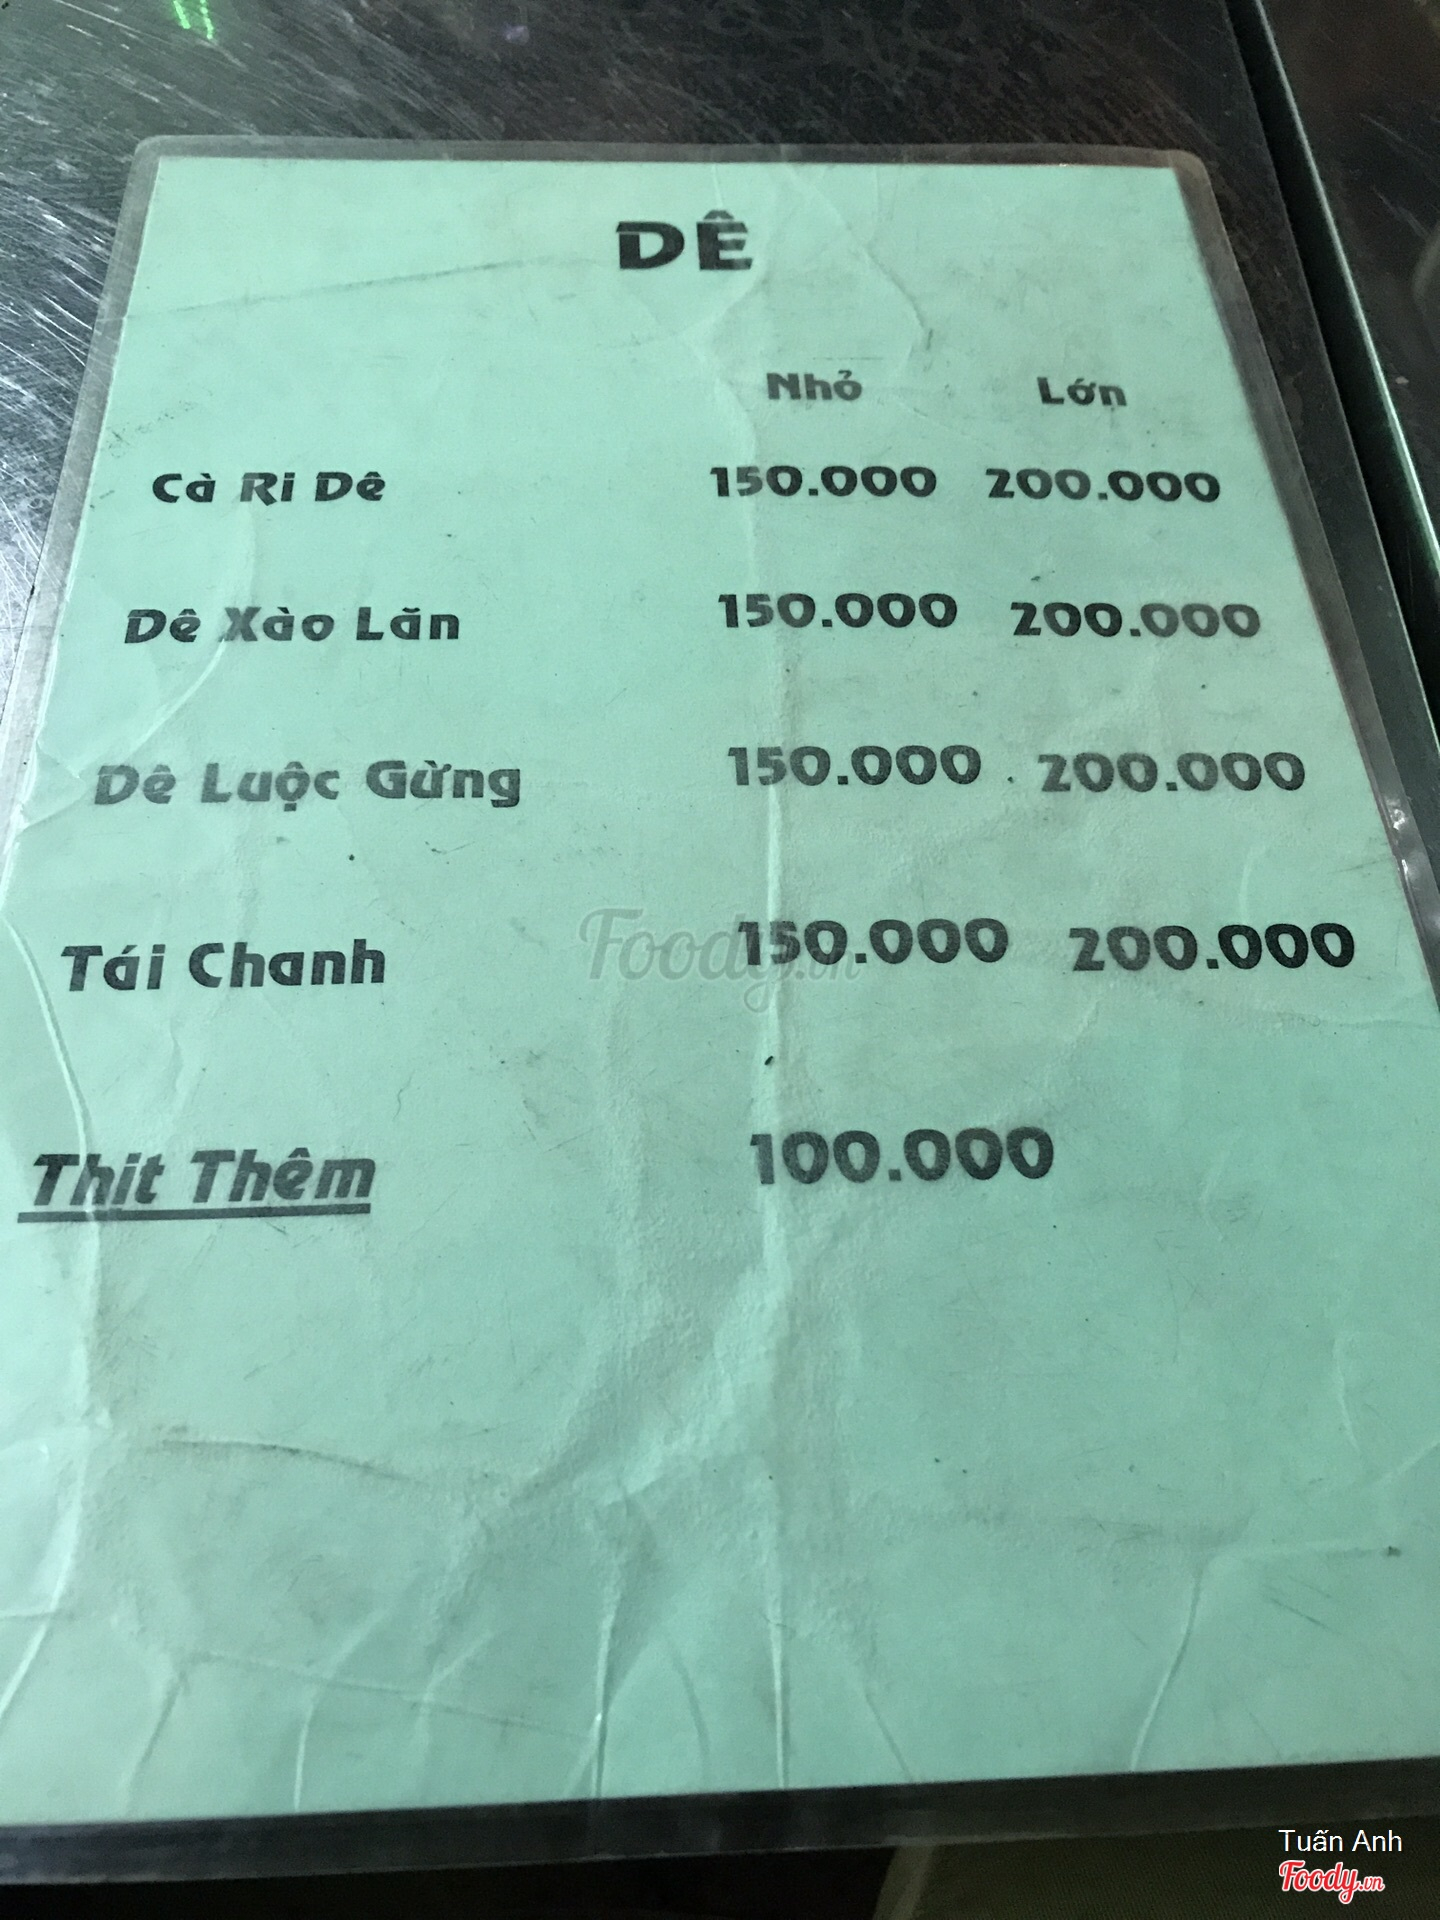 DÊ
Nhỏ Lớn
Cà Ri Dê 150.000 200.000
Dê Xào Lăn 150.000 200.000
Dê Luộc Gừng 150.000 200.000
Tái Chanh 150.000 200.000
Foody.vn
Thịt Thêm 100.000
Tuấn Anh
Foody.vn